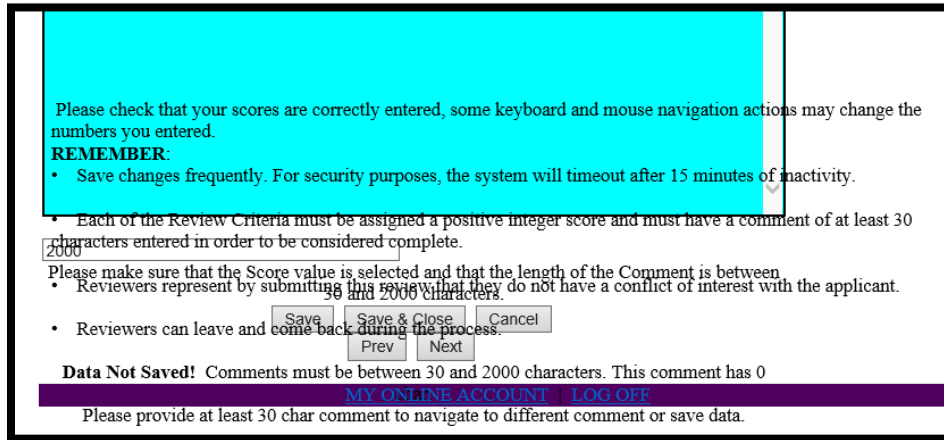 Please check that your scores are correctly entered, some keyboard and mouse navigation actions may change the
numbers you entered.
REMEMBER:
• Save changes frequently. For security purposes, the system will timeout after 15 minutes of inactivity.
• Each of the Review Criteria must be assigned a positive integer score and must have a comment of at least 30
characters entered in order to be considered complete.
2000
Please make sure that the Score value is selected and that the length of the Comment is between
• Reviewers represent by submitting this review that they do not have a conflict of interest with the applicant.
30 and 2000 characters.
Save Save & Close Cancel
• Reviewers can leave and come back during the process.
Prev Next
Data Not Saved! Comments must be between 30 and 2000 characters. This comment has 0
MY ONLINE ACCOUNT | LOG OFF
Please provide at least 30 char comment to navigate to different comment or save data.